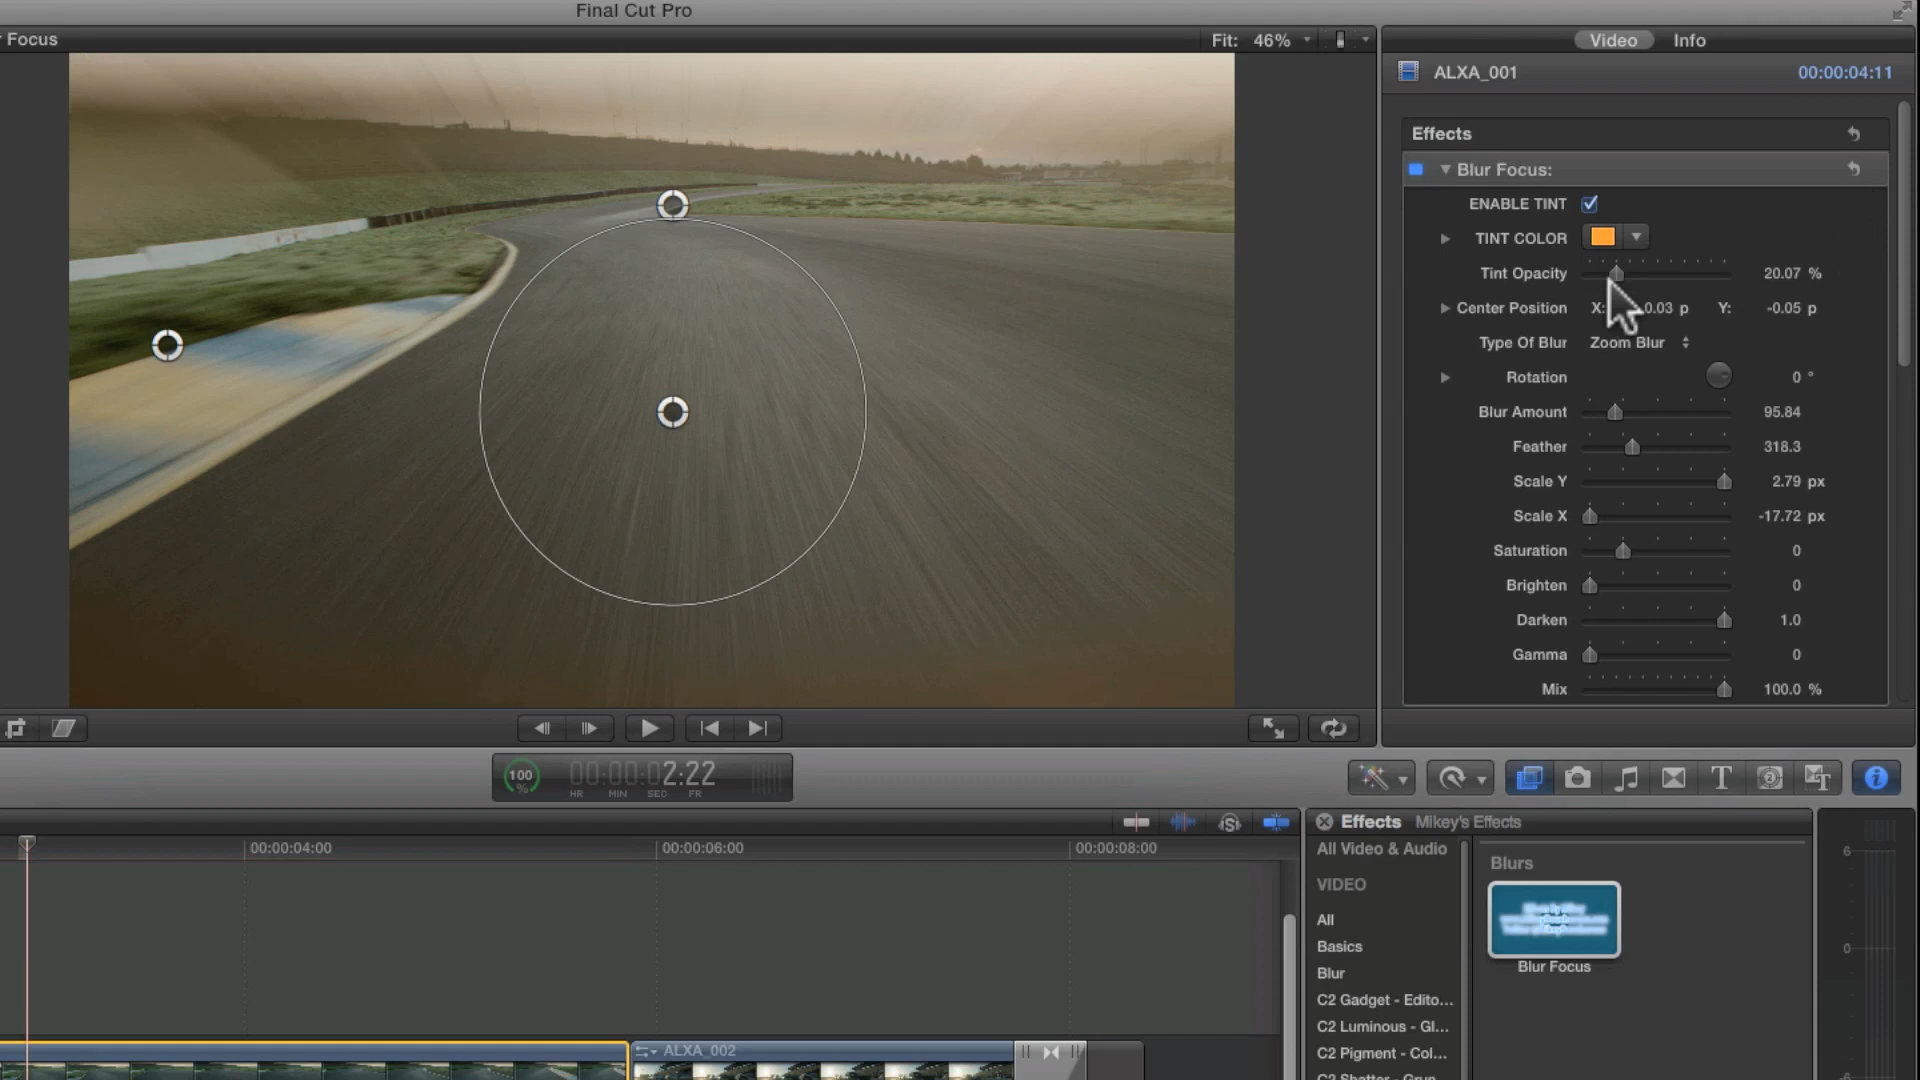 Final Cut Pro
Focus
Fit: 46%
Video
Info
ALXA_001
00:00:04:11
Effects
Blur Focus:
ENABLE TINT
TINT COLOR
Tint Opacity
20.07 %
Center Position
X:
0.03 p
Y:
-0.05 p
Type Of Blur
Zoom Blur
Rotation
0 °
Blur Amount
95.84
Feather
318.3
Scale Y
2.79 px
Scale X
-17.72 px
Saturation
0
Brighten
0
Darken
1.0
Gamma
0
Mix
100.0 %
100
%
00:00:02:22
HR MIN SEC FR
00:00:04:00
00:00:06:00
00:00:08:00
Effects
Mikey's Effects
All Video & Audio
VIDEO
All
Basics
Blur
C2 Gadget - Edito...
C2 Luminous - Gl...
C2 Pigment - Col...
Blurs
Blur Focus
6
0
-6
ALXA_002